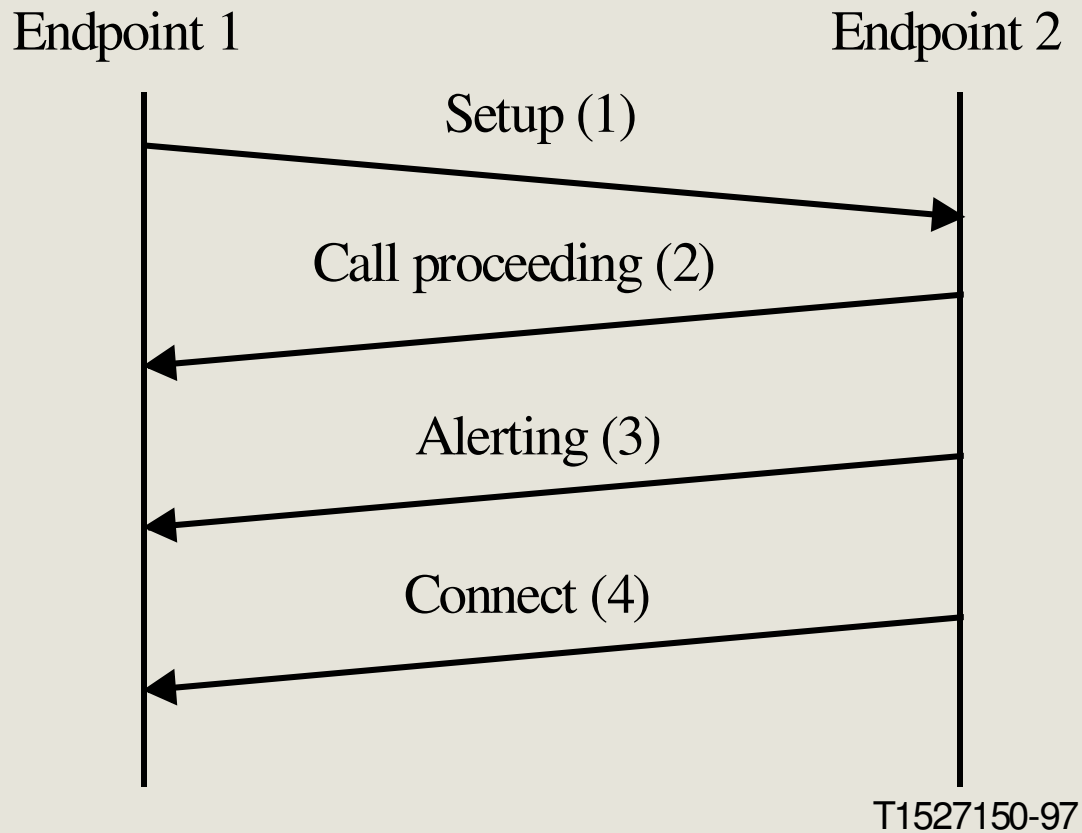 Endpoint 1
Endpoint 2
Setup (1)
Call proceeding (2)
Alerting (3)
Connect (4)
T1527150-97